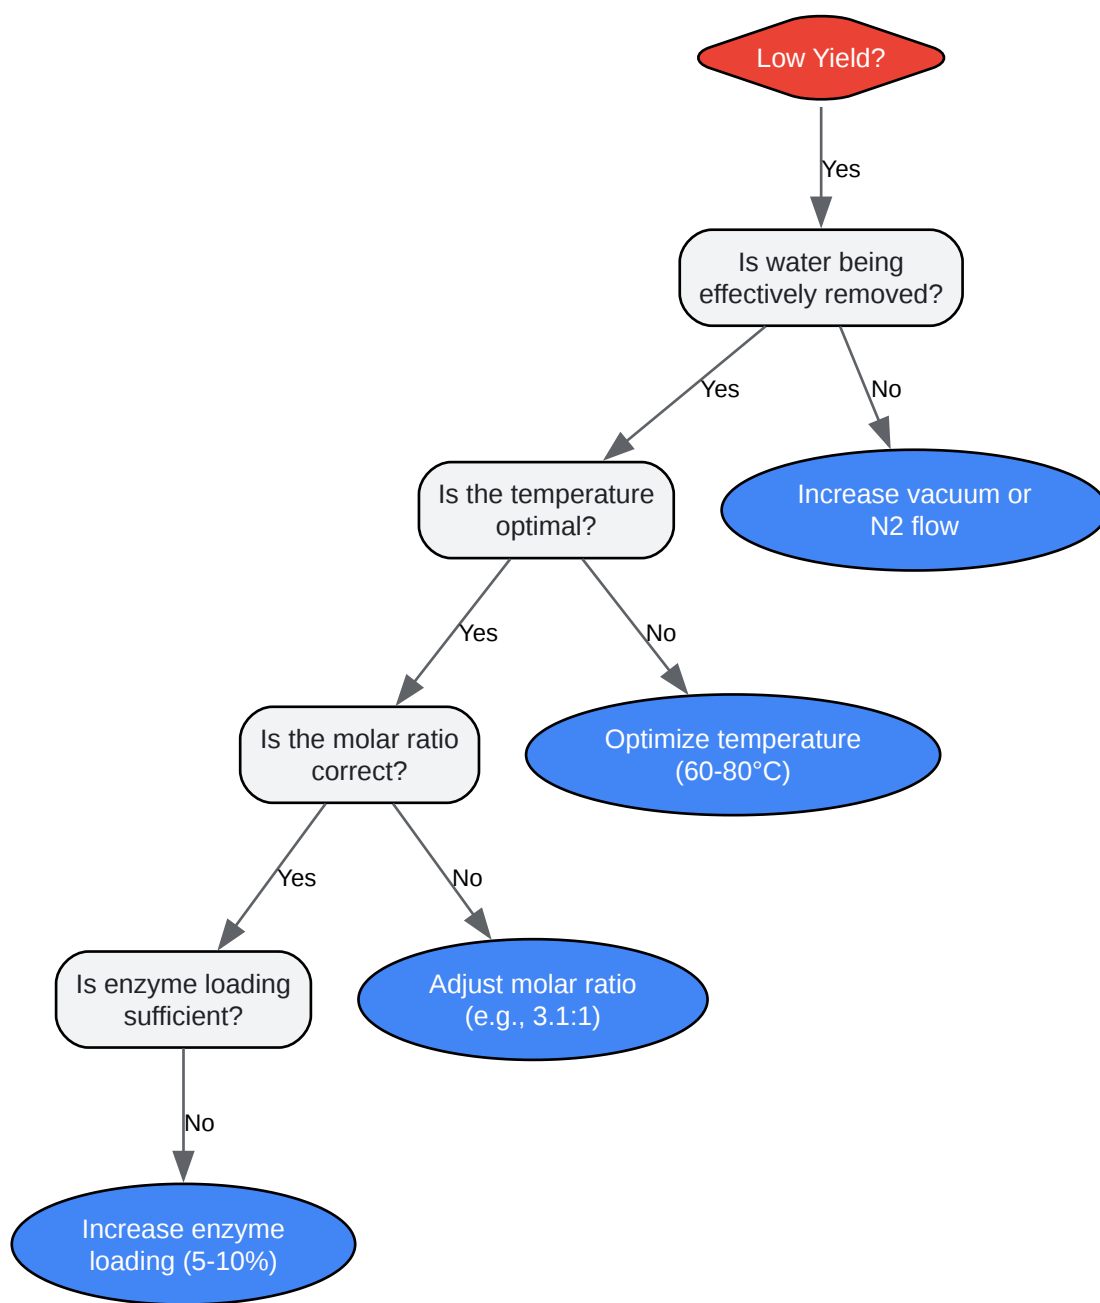 Low Yield?
Yes
Is water being
effectively removed?
Yes
No
Is the temperature
optimal?
Increase vacuum or
N2 flow
Yes
No
Is the molar ratio
correct?
Optimize temperature
(60-80°C)
Yes
No
Is enzyme loading
sufficient?
Adjust molar ratio
(e.g., 3.1:1)
No
Increase enzyme
loading (5-10%)